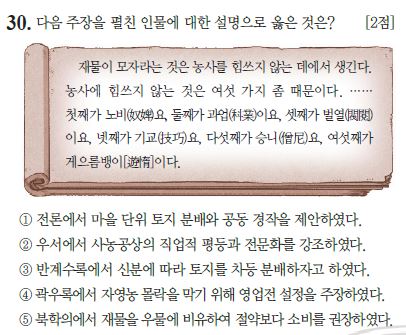 30. 다음 주장을 펼친 인물에 대한 설명으로 옳은 것은? [2점]
재물이 모자라는 것은 농사를 힘쓰지 않는 데에서 생긴다.
농사에 힘쓰지 않는 것은 여섯 가지 좀 때문이다. ……
첫째가 노비(奴婢)요, 둘째가 과업(科業)이요, 셋째가 벌열(閥閱)
이요, 넷째가 기교(技巧)요, 다섯째가 승니(僧尼)요, 여섯째가
게으름뱅이[遊惰]이다.
① 전론에서 마을 단위 토지 분배와 공동 경작을 제안하였다.
② 우서에서 사농공상의 직업적 평등과 전문화를 강조하였다.
③ 반계수록에서 신분에 따라 토지를 차등 분배하자고 하였다.
④ 곽우록에서 자영농 몰락을 막기 위해 영업전 설정을 주장하였다.
⑤ 북학의에서 재물을 우물에 비유하여 절약보다 소비를 권장하였다.